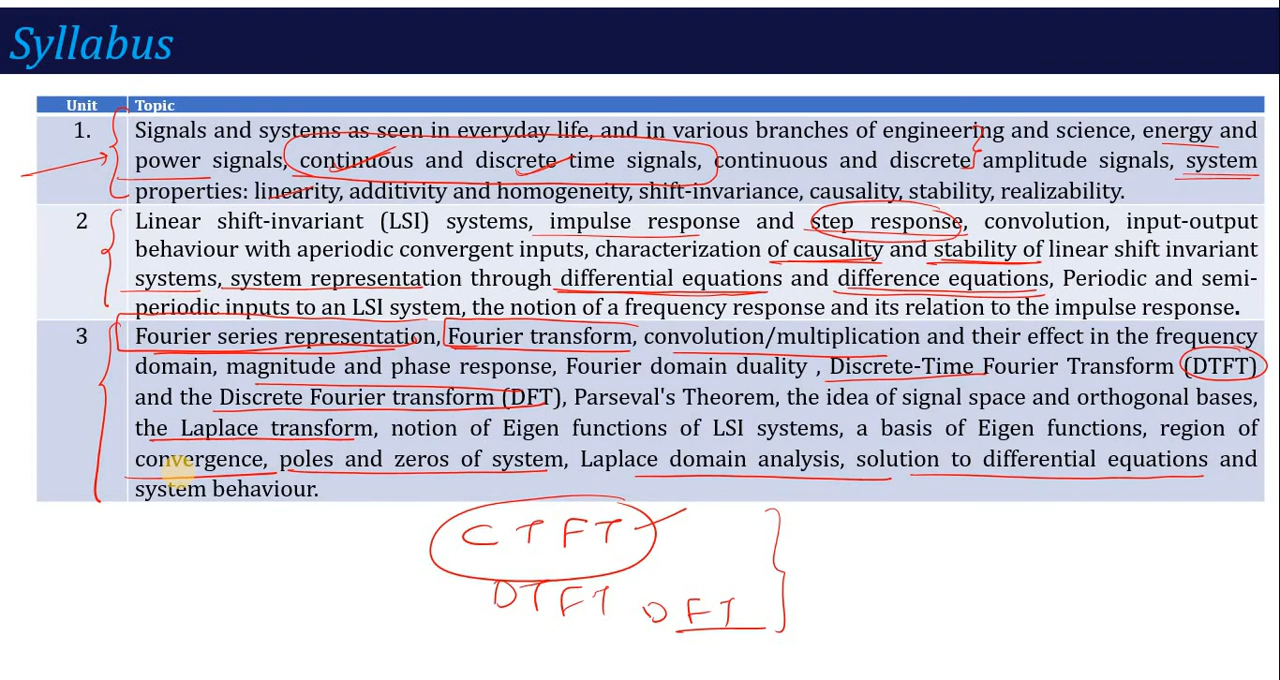 Syllabus
Unit Topic
1. Signals and systems as seen in everyday life, and in various branches of engineering and science, energy and
power signals, continuous and discrete time signals, continuous and discrete amplitude signals, system
properties: linearity, additivity and homogeneity, shift-invariance, causality, stability, realizability.
2 Linear shift-invariant (LSI) systems, impulse response and step response, convolution, input-output
behaviour with aperiodic convergent inputs, characterization of causality and stability of linear shift invariant
systems, system representation through differential equations and difference equations, Periodic and semi-
periodic inputs to an LSI system, the notion of a frequency response and its relation to the impulse response.
3 Fourier series representation, Fourier transform, convolution/multiplication and their effect in the frequency
domain, magnitude and phase response, Fourier domain duality , Discrete-Time Fourier Transform (DTFT)
and the Discrete Fourier transform (DFT), Parseval's Theorem, the idea of signal space and orthogonal bases,
the Laplace transform, notion of Eigen functions of LSI systems, a basis of Eigen functions, region of
convergence, poles and zeros of system, Laplace domain analysis, solution to differential equations and
system behaviour.
CTFT
DTFT DFT